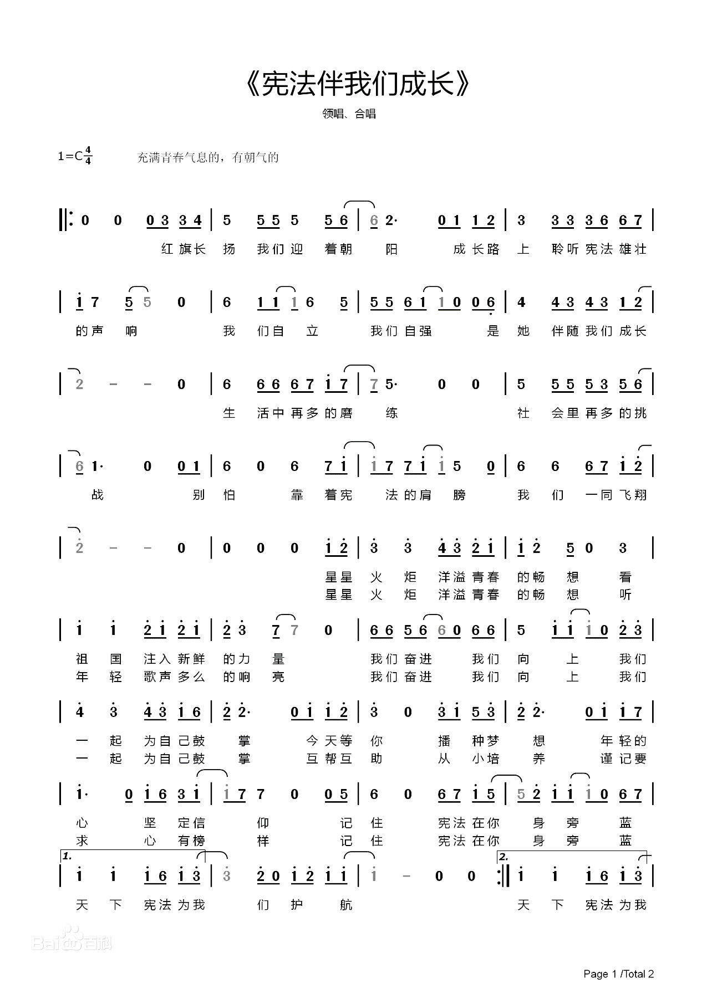 《宪法伴我们成长》
领唱、合唱
1=C 4/4 充满青春气息的，有朝气的
0 0 0 3 3 4 | 5 5 5 5 5 6 | 6 2· 0 1 1 2 | 3 3 3 3 6 6 7 |
红旗长 扬 我们迎 着朝 阳 成长路 上 聆听宪法雄壮
| 1 7 5 5 0 | 6 1 1 1 6 5 | 5 5 6 1 1 0 0 6 | 4 4 3 4 3 1 2 |
的声 响 我 们自 立 我们自强 是 她 伴随我们成长
| 2 – – 0 | 6 6 6 6 7 1 7 | 7 5· 0 0 | 5 5 5 5 3 5 6 |
生 活中再多的磨 练 社 会里再多的挑
| 6 1· 0 0 1 | 6 0 6 7 1 | 1 7 7 1 1 5 0 | 6 6 6 7 1 2 |
战 别 怕 靠 着宪 法的肩 膀 我 们 一同飞翔
| 2 – – 0 | 0 0 0 1 2 | 3 3 4 3 2 1 | 1 2 5 0 3 |
星星 火 炬 洋溢青春 的畅 想 看
星星 火 炬 洋溢青春 的畅 想 听
| 1 1 2 1 2 1 | 2 3 7 7 0 | 6 6 5 6 6 0 6 6 | 5 1 1 1 0 2 3 |
祖 国 注入新鲜 的力 量 我们奋进 我们 向 上 我们
年 轻 歌声多么 的响 亮 我们奋进 我们 向 上 我们
| 4 3 4 3 1 6 | 2 2· 0 1 1 2 | 3 0 3 1 5 3 | 2 2· 0 1 1 7 |
一 起 为自己鼓 掌 今天等 你 播 种梦 想 年轻的
一 起 为自己鼓 掌 互帮互 助 从 小培 养 谨记要
| 1· 0 1 6 3 1 | 1 7 7 0 0 5 | 6 0 6 7 1 5 | 5 2 1 1 1 0 6 7 |
心 坚 定信 仰 记 住 宪法在你 身 旁 蓝
求 心 有榜 样 记 住 宪法在你 身 旁 蓝
1. 2.
| 1 1 1 6 1 3 | 3 2 0 1 2 1 1 | 1 – 0 0 :| 1 1 1 6 1 3 |
天 下 宪法为我 们 护 航 天 下 宪法为我
Bai 百科
Page 1 /Total 2